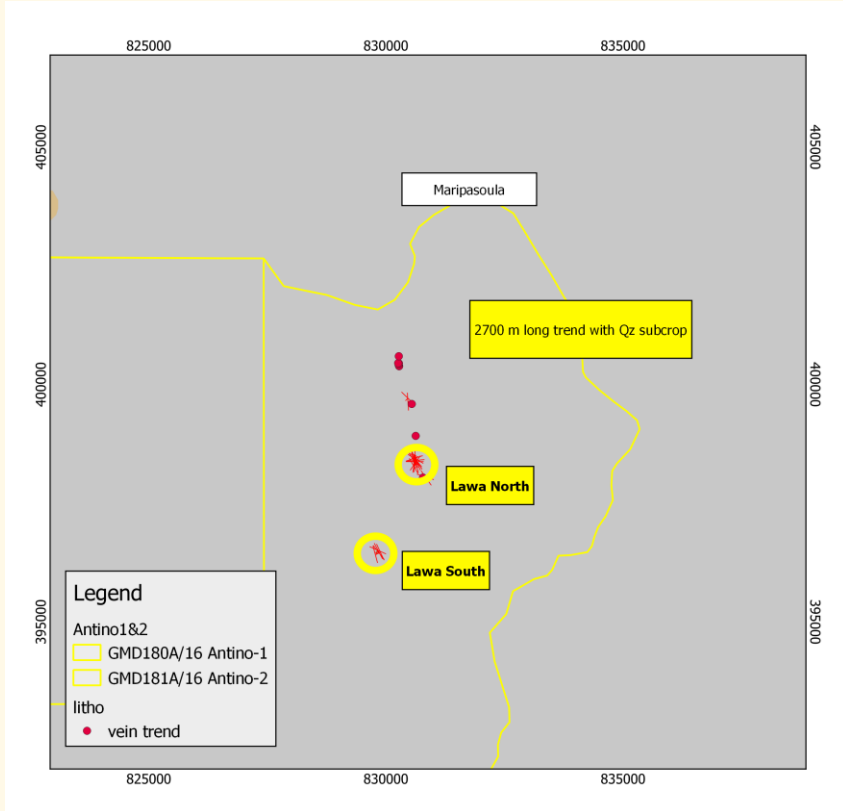 825000
830000
835000
405000
405000
Maripasoula
2700 m long trend with Qz subcrop
400000
400000
Lawa North
Lawa South
395000
395000
Legend
Antino1&2
GMD180A/16 Antino-1
GMD181A/16 Antino-2
litho
vein trend
825000
830000
835000